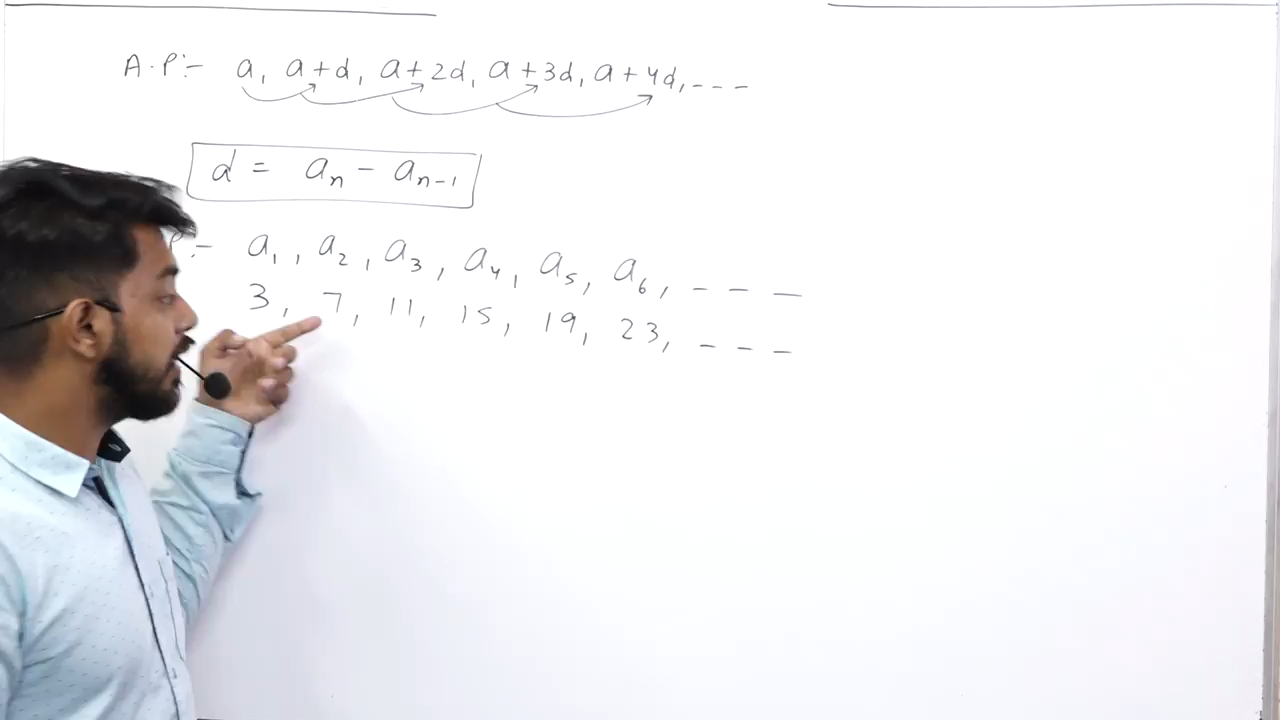 A.P:- a, a+d, a+2d, a+3d, a+4d, ---
d = aₙ - aₙ₋₁
P:- a₁, a₂, a₃, a₄, a₅, a₆, ---
3, 7, 11, 15, 19, 23, ---